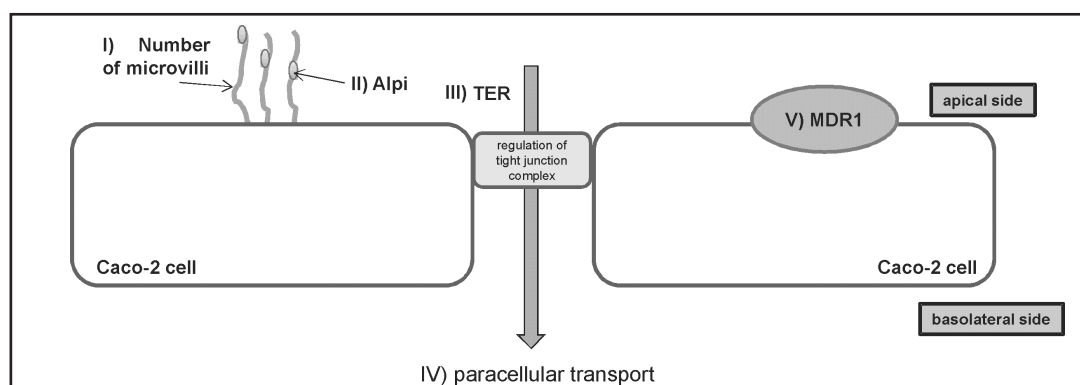 I) Number
of microvilli
II) Alpi
III) TER
V) MDR1
apical side
regulation of
tight junction
complex
Caco-2 cell
Caco-2 cell
basolateral side
IV) paracellular transport